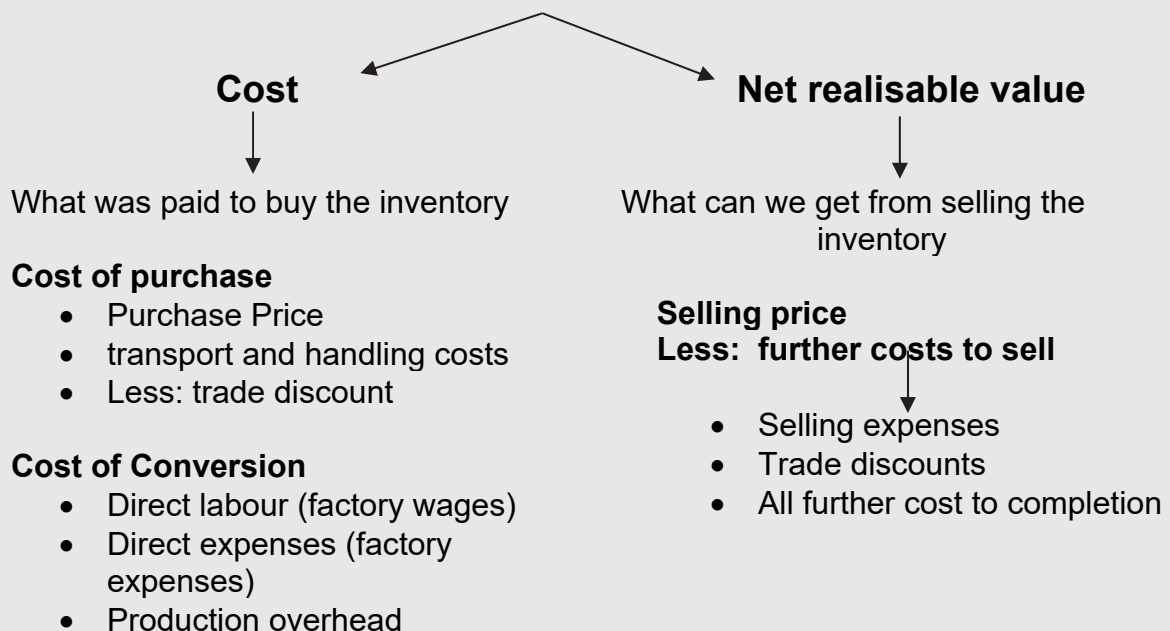 Cost
What was paid to buy the inventory
Cost of purchase
• Purchase Price
• transport and handling costs
• Less: trade discount
Cost of Conversion
• Direct labour (factory wages)
• Direct expenses (factory
expenses)
• Production overhead
Net realisable value
What can we get from selling the
inventory
Selling price
Less: further costs to sell
• Selling expenses
• Trade discounts
• All further cost to completion